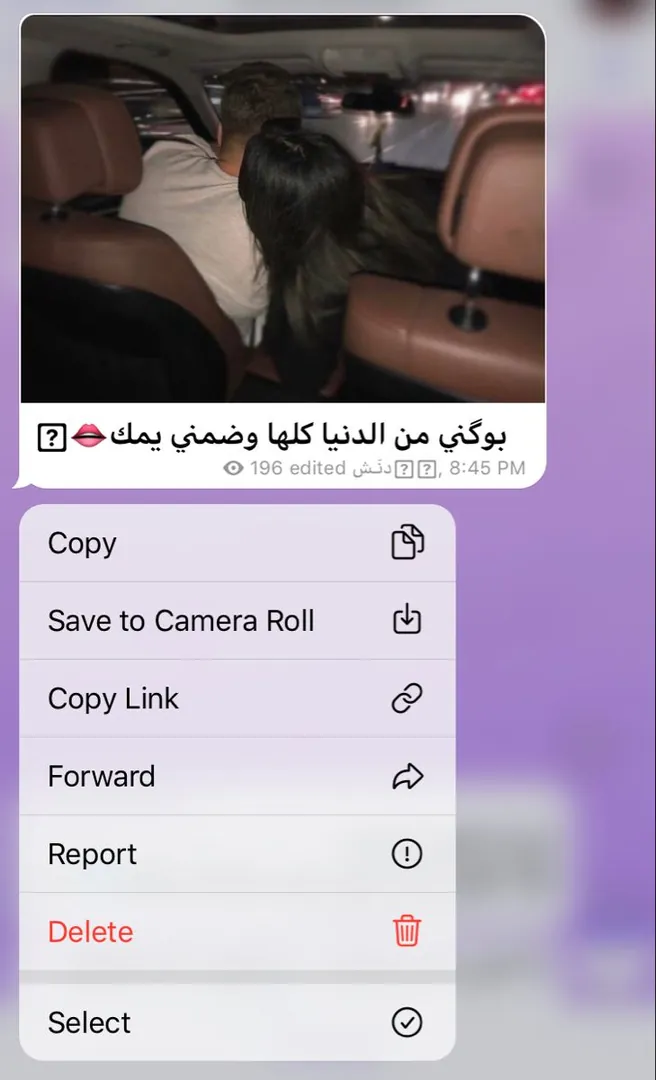 بوگني من الدنيا كلها وضمني يمك🫦
196 edited دنَـش, 8:45 PM
Copy
Save to Camera Roll
Copy Link
Forward
Report
Delete
Select